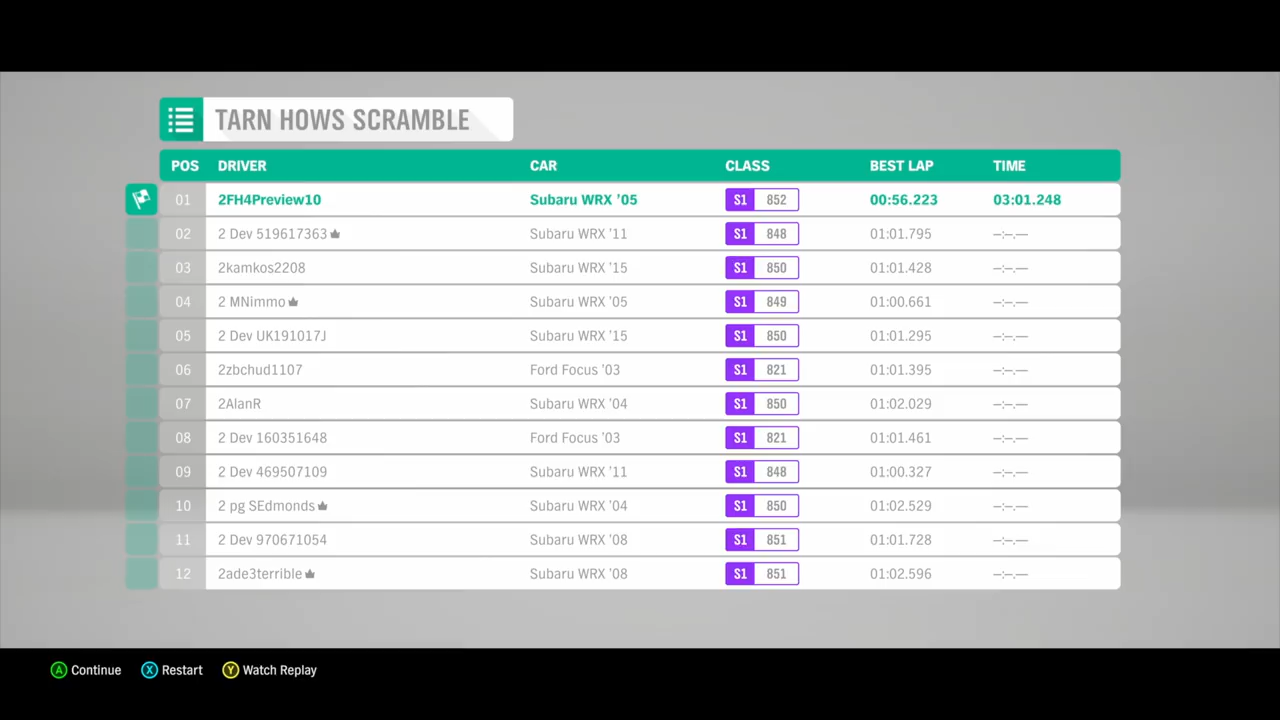 TARN HOWS SCRAMBLE
POS DRIVER CAR CLASS BEST LAP TIME
01 2FH4Preview10 Subaru WRX '05 S1 852 00:56.223 03:01.248
02 2 Dev 519617363 Subaru WRX '11 S1 848 01:01.795 –:–.––
03 2kamkos2208 Subaru WRX '15 S1 850 01:01.428 –:–.––
04 2 MNimmo Subaru WRX '05 S1 849 01:00.661 –:–.––
05 2 Dev UK191017J Subaru WRX '15 S1 850 01:01.295 –:–.––
06 2zbchud1107 Ford Focus '03 S1 821 01:01.395 –:–.––
07 2AlanR Subaru WRX '04 S1 850 01:02.029 –:–.––
08 2 Dev 160351648 Ford Focus '03 S1 821 01:01.461 –:–.––
09 2 Dev 469507109 Subaru WRX '11 S1 848 01:00.327 –:–.––
10 2 pg SEdmonds Subaru WRX '04 S1 850 01:02.529 –:–.––
11 2 Dev 970671054 Subaru WRX '08 S1 851 01:01.728 –:–.––
12 2ade3terrible Subaru WRX '08 S1 851 01:02.596 –:–.––
A Continue X Restart Y Watch Replay